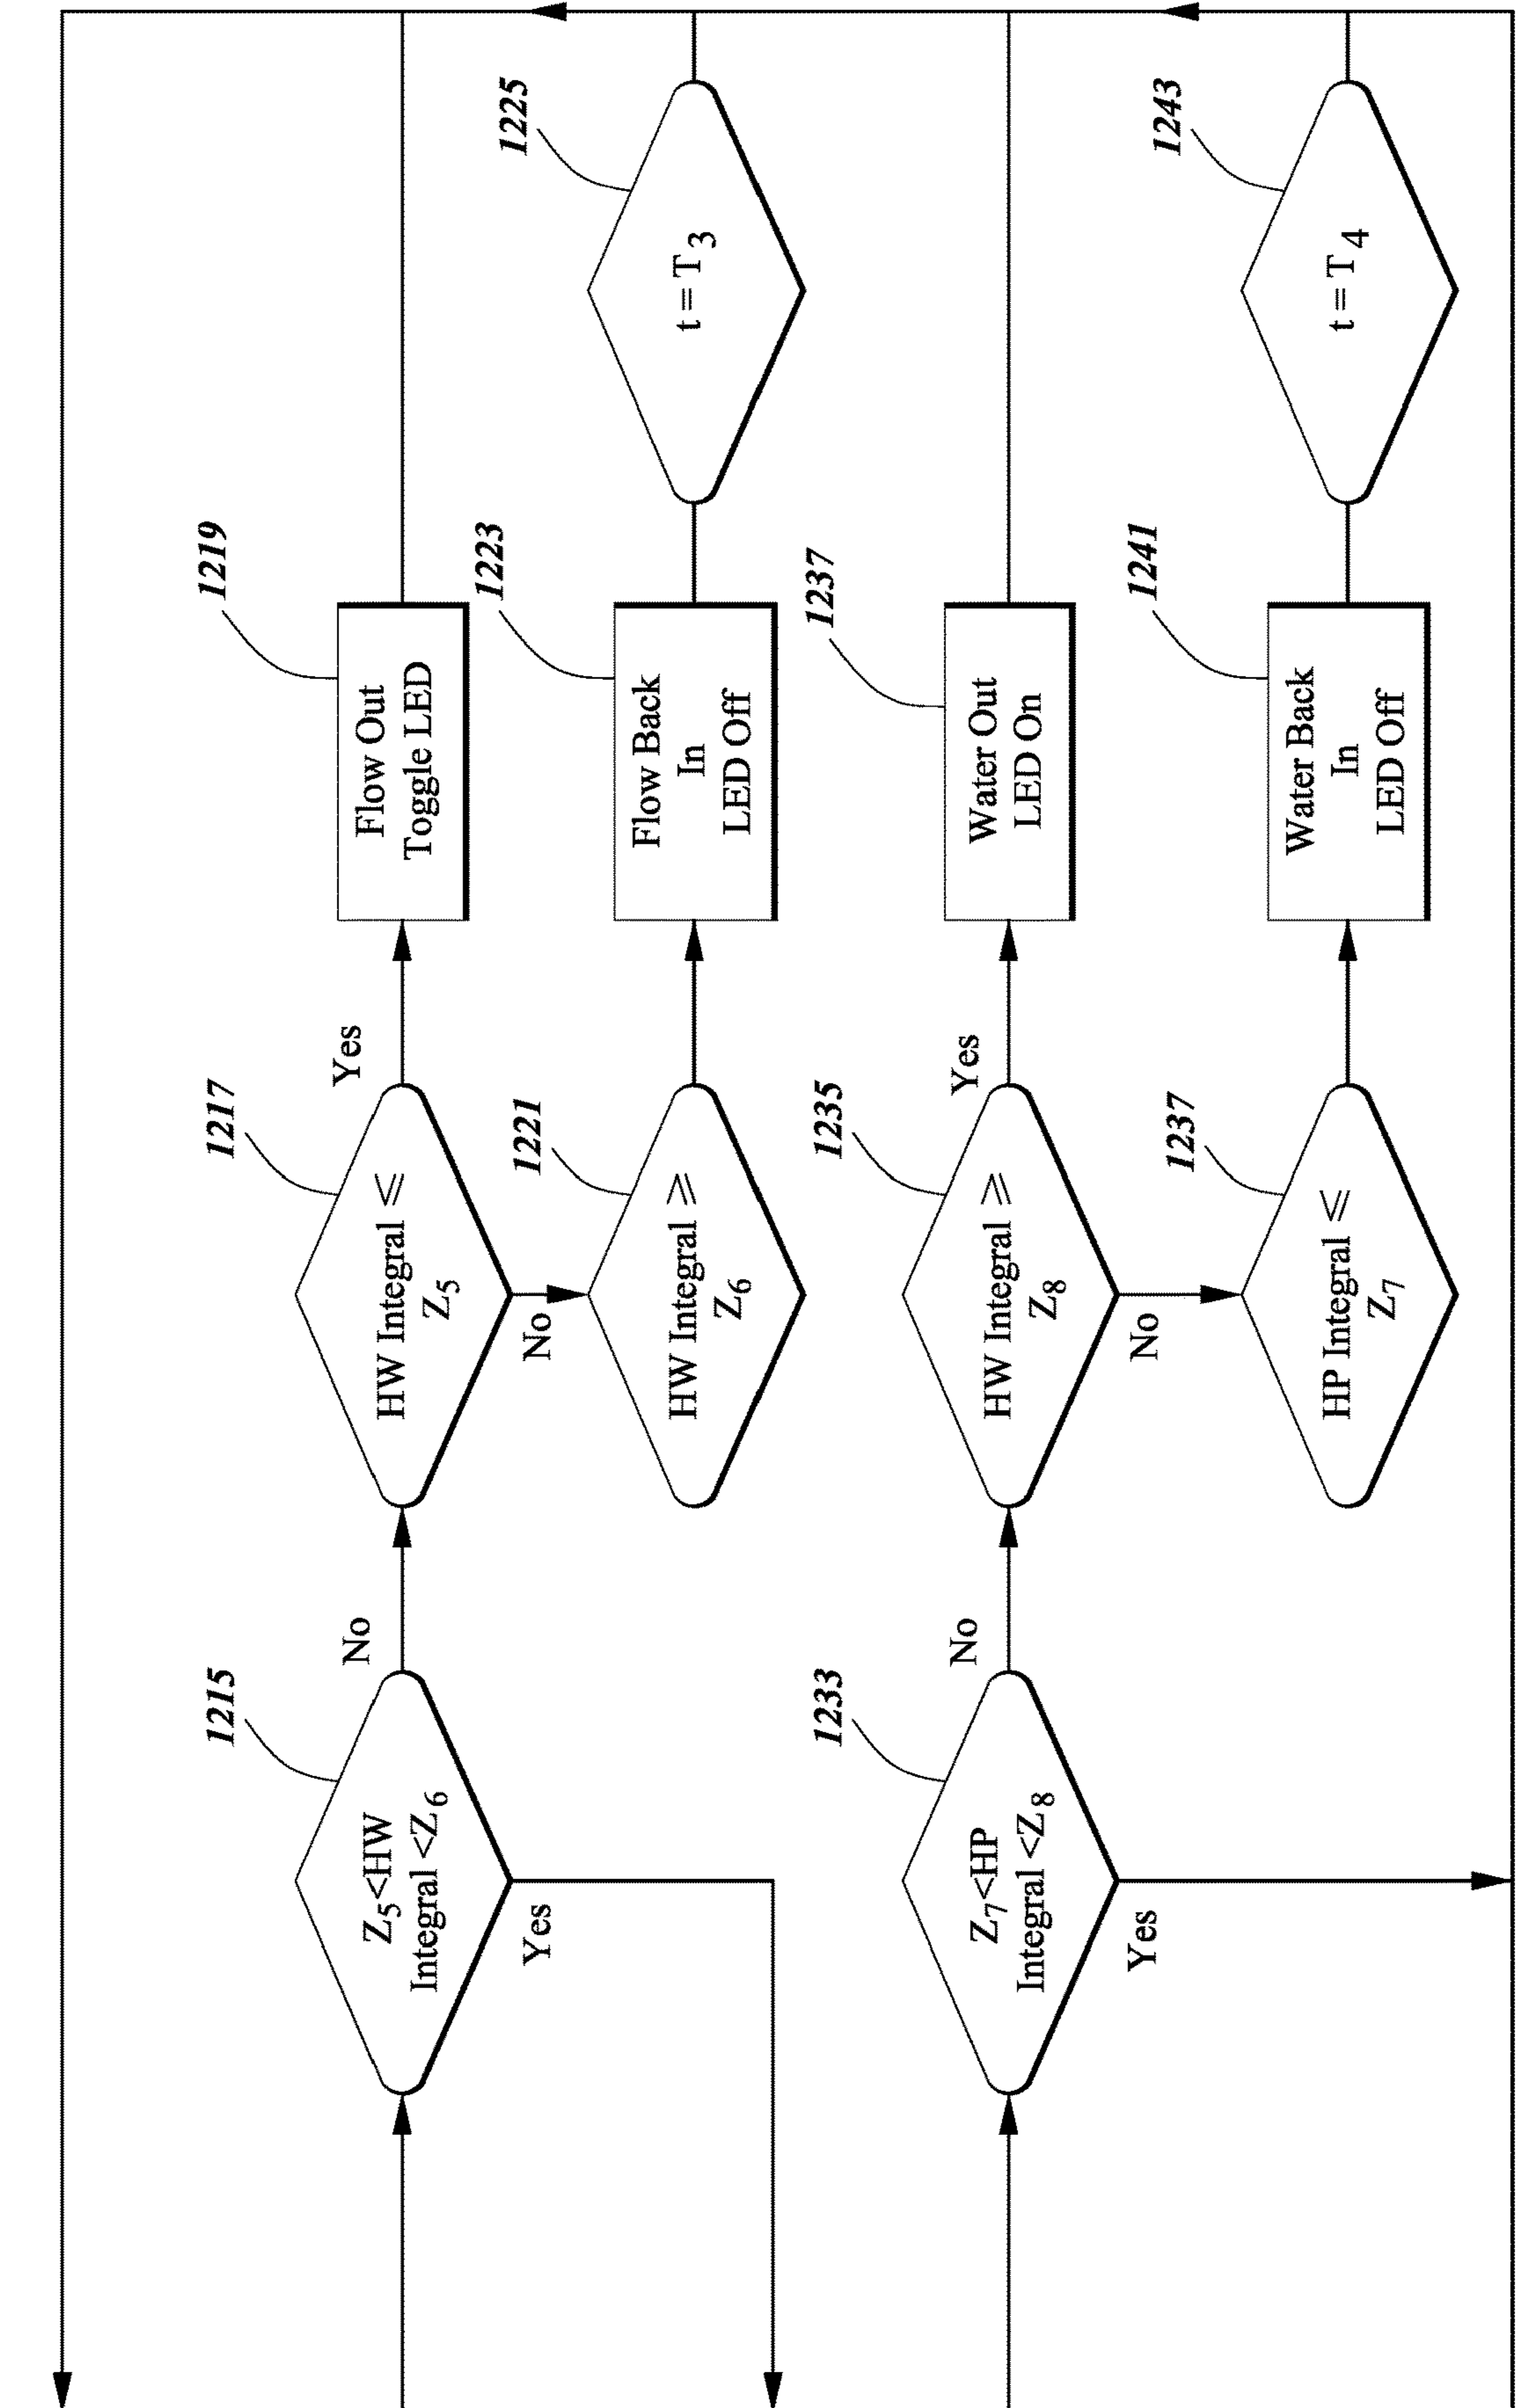 1215
Z5<HW
Integral <Z6
No
Yes
1217
HW Integral ≤
Z5
Yes
No
1219
Flow Out
Toggle LED
1221
HW Integral ≥
Z6
1223
Flow Back
In
LED Off
1225
t = T3
1233
Z7<HP
Integral <Z8
No
Yes
1235
HW Integral ≥
Z8
Yes
No
1237
Water Out
LED On
1237
HP Integral ≤
Z7
1241
Water Back
In
LED Off
1243
t = T4